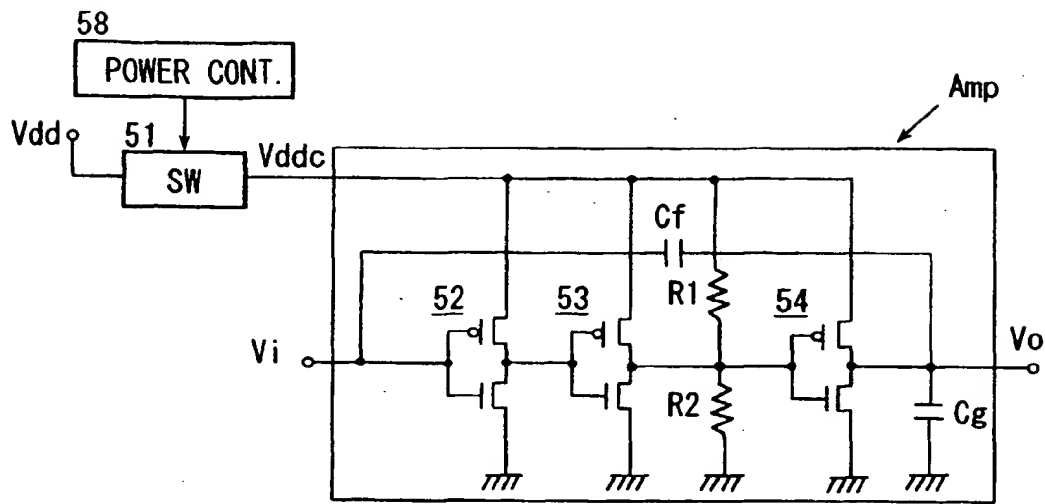 58
POWER CONT.
Amp
Vdd
51
SW
Vddc
Cf
R1
52
53
54
Vi
Vo
R2
Cg